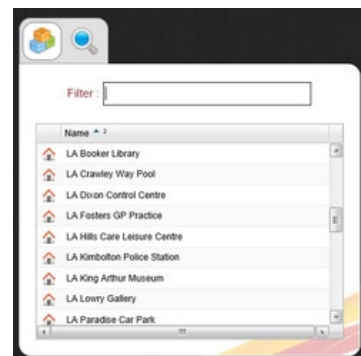 Filter :
Name 2
LA Booker Library
LA Crawley Way Pool
LA Dixon Control Centre
LA Fosters GP Practice
LA Hills Care Leisure Centre
LA Kimbolton Police Station
LA King Arthur Museum
LA Lowry Gallery
LA Paradise Car Park